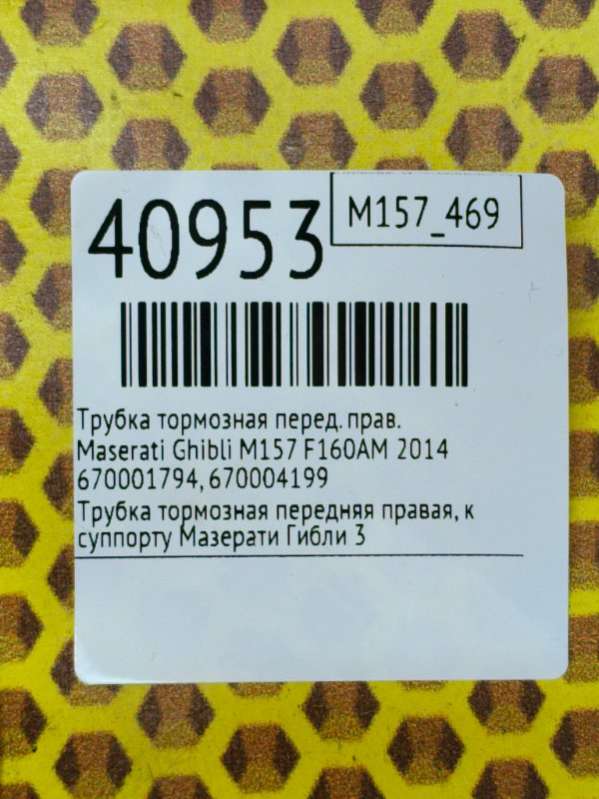 40953
M157_469
Трубка тормозная перед. прав.
Maserati Ghibli M157 F160AM 2014
670001794, 670004199
Трубка тормозная передняя правая, к
суппорту Мазерати Гибли 3